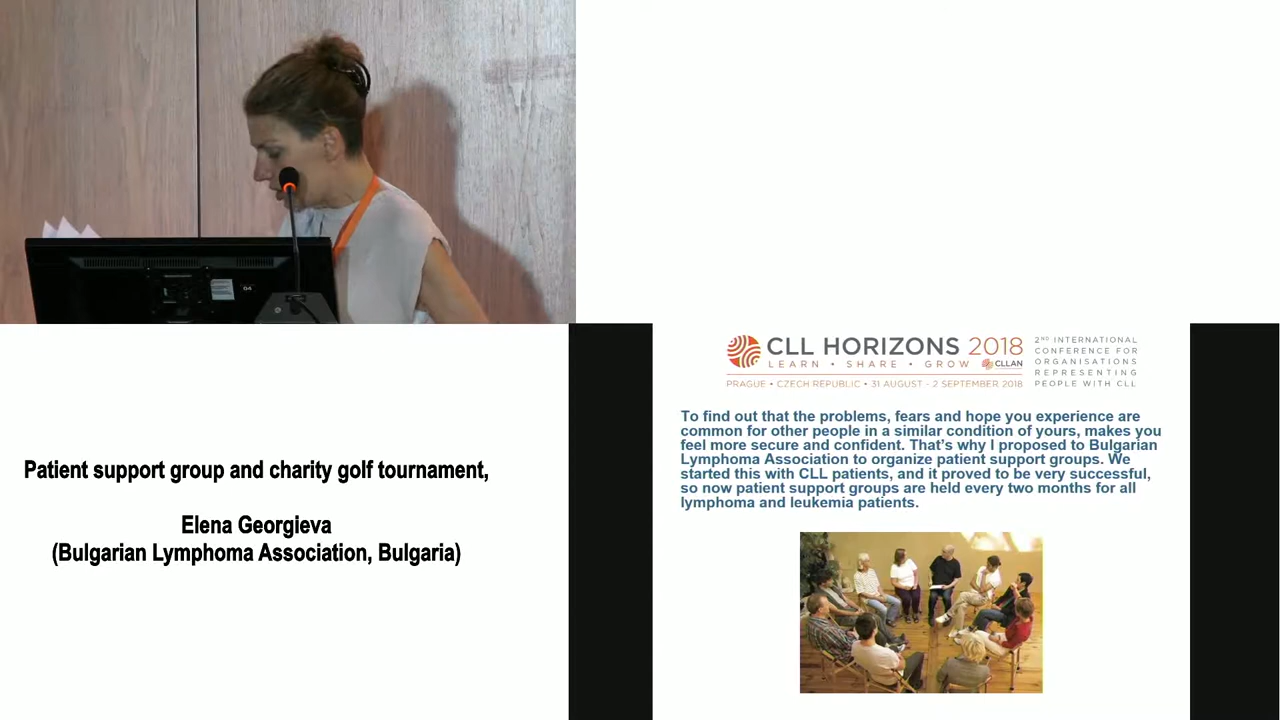 Patient support group and charity golf tournament,
Elena Georgieva
(Bulgarian Lymphoma Association, Bulgaria)
CLL HORIZONS 2018
LEARN • SHARE • GROW
CLLAN
PRAGUE • CZECH REPUBLIC • 31 AUGUST - 2 SEPTEMBER 2018
2ND INTERNATIONAL
CONFERENCE FOR
ORGANISATIONS
REPRESENTING
PEOPLE WITH CLL
To find out that the problems, fears and hope you experience are
common for other people in a similar condition of yours, makes you
feel more secure and confident. That's why I proposed to Bulgarian
Lymphoma Association to organize patient support groups. We
started this with CLL patients, and it proved to be very successful,
so now patient support groups are held every two months for all
lymphoma and leukemia patients.